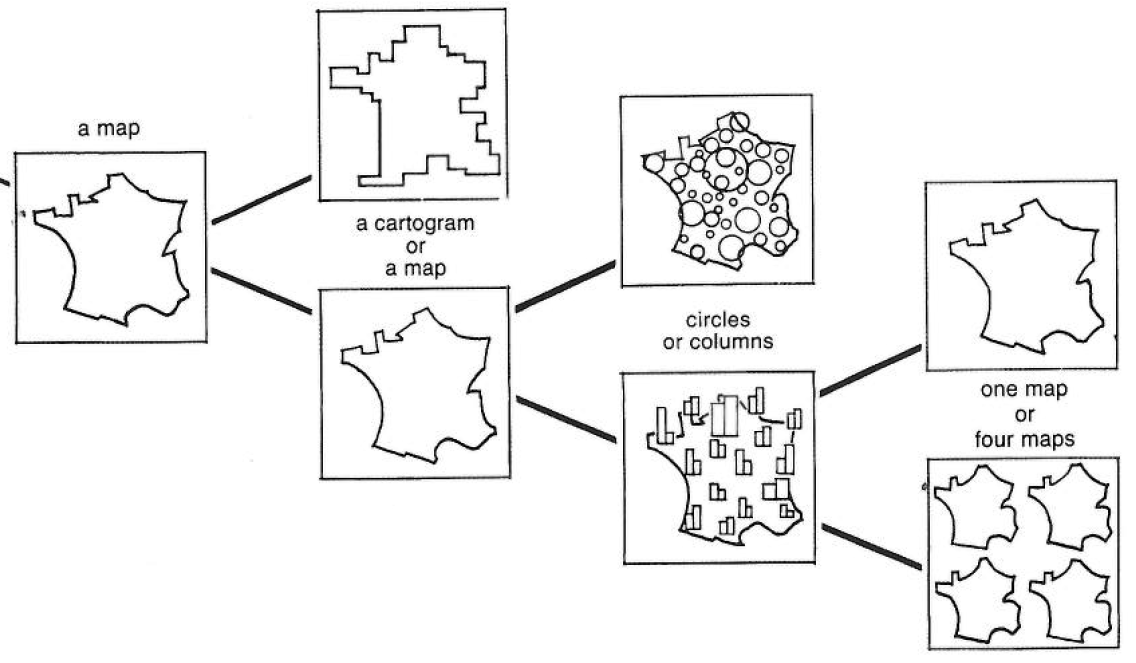 a map
a cartogram
or
a map
circles
or columns
one map
or
four maps